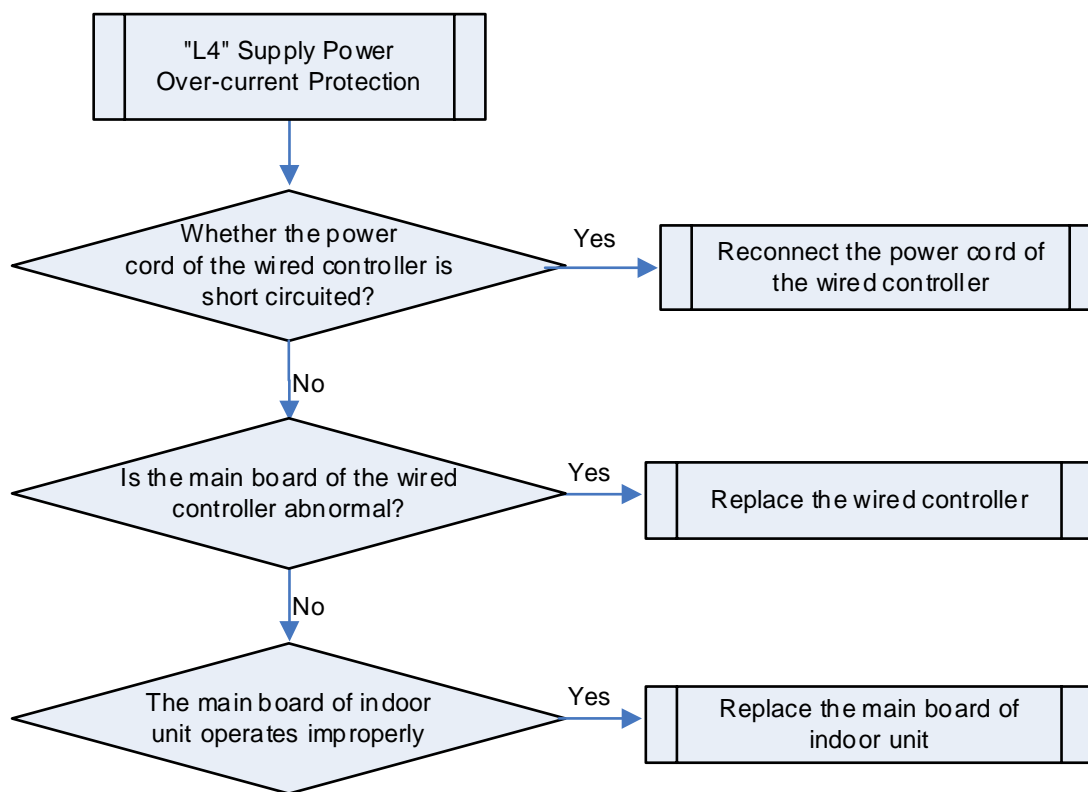 "L4" Supply Power
Over-current Protection
Whether the power
cord of the wired controller is
short circuited?
Yes
Reconnect the power cord of
the wired controller
No
Is the main board of the wired
controller abnormal?
Yes
Replace the wired controller
No
The main board of indoor
unit operates improperly
Yes
Replace the main board of
indoor unit